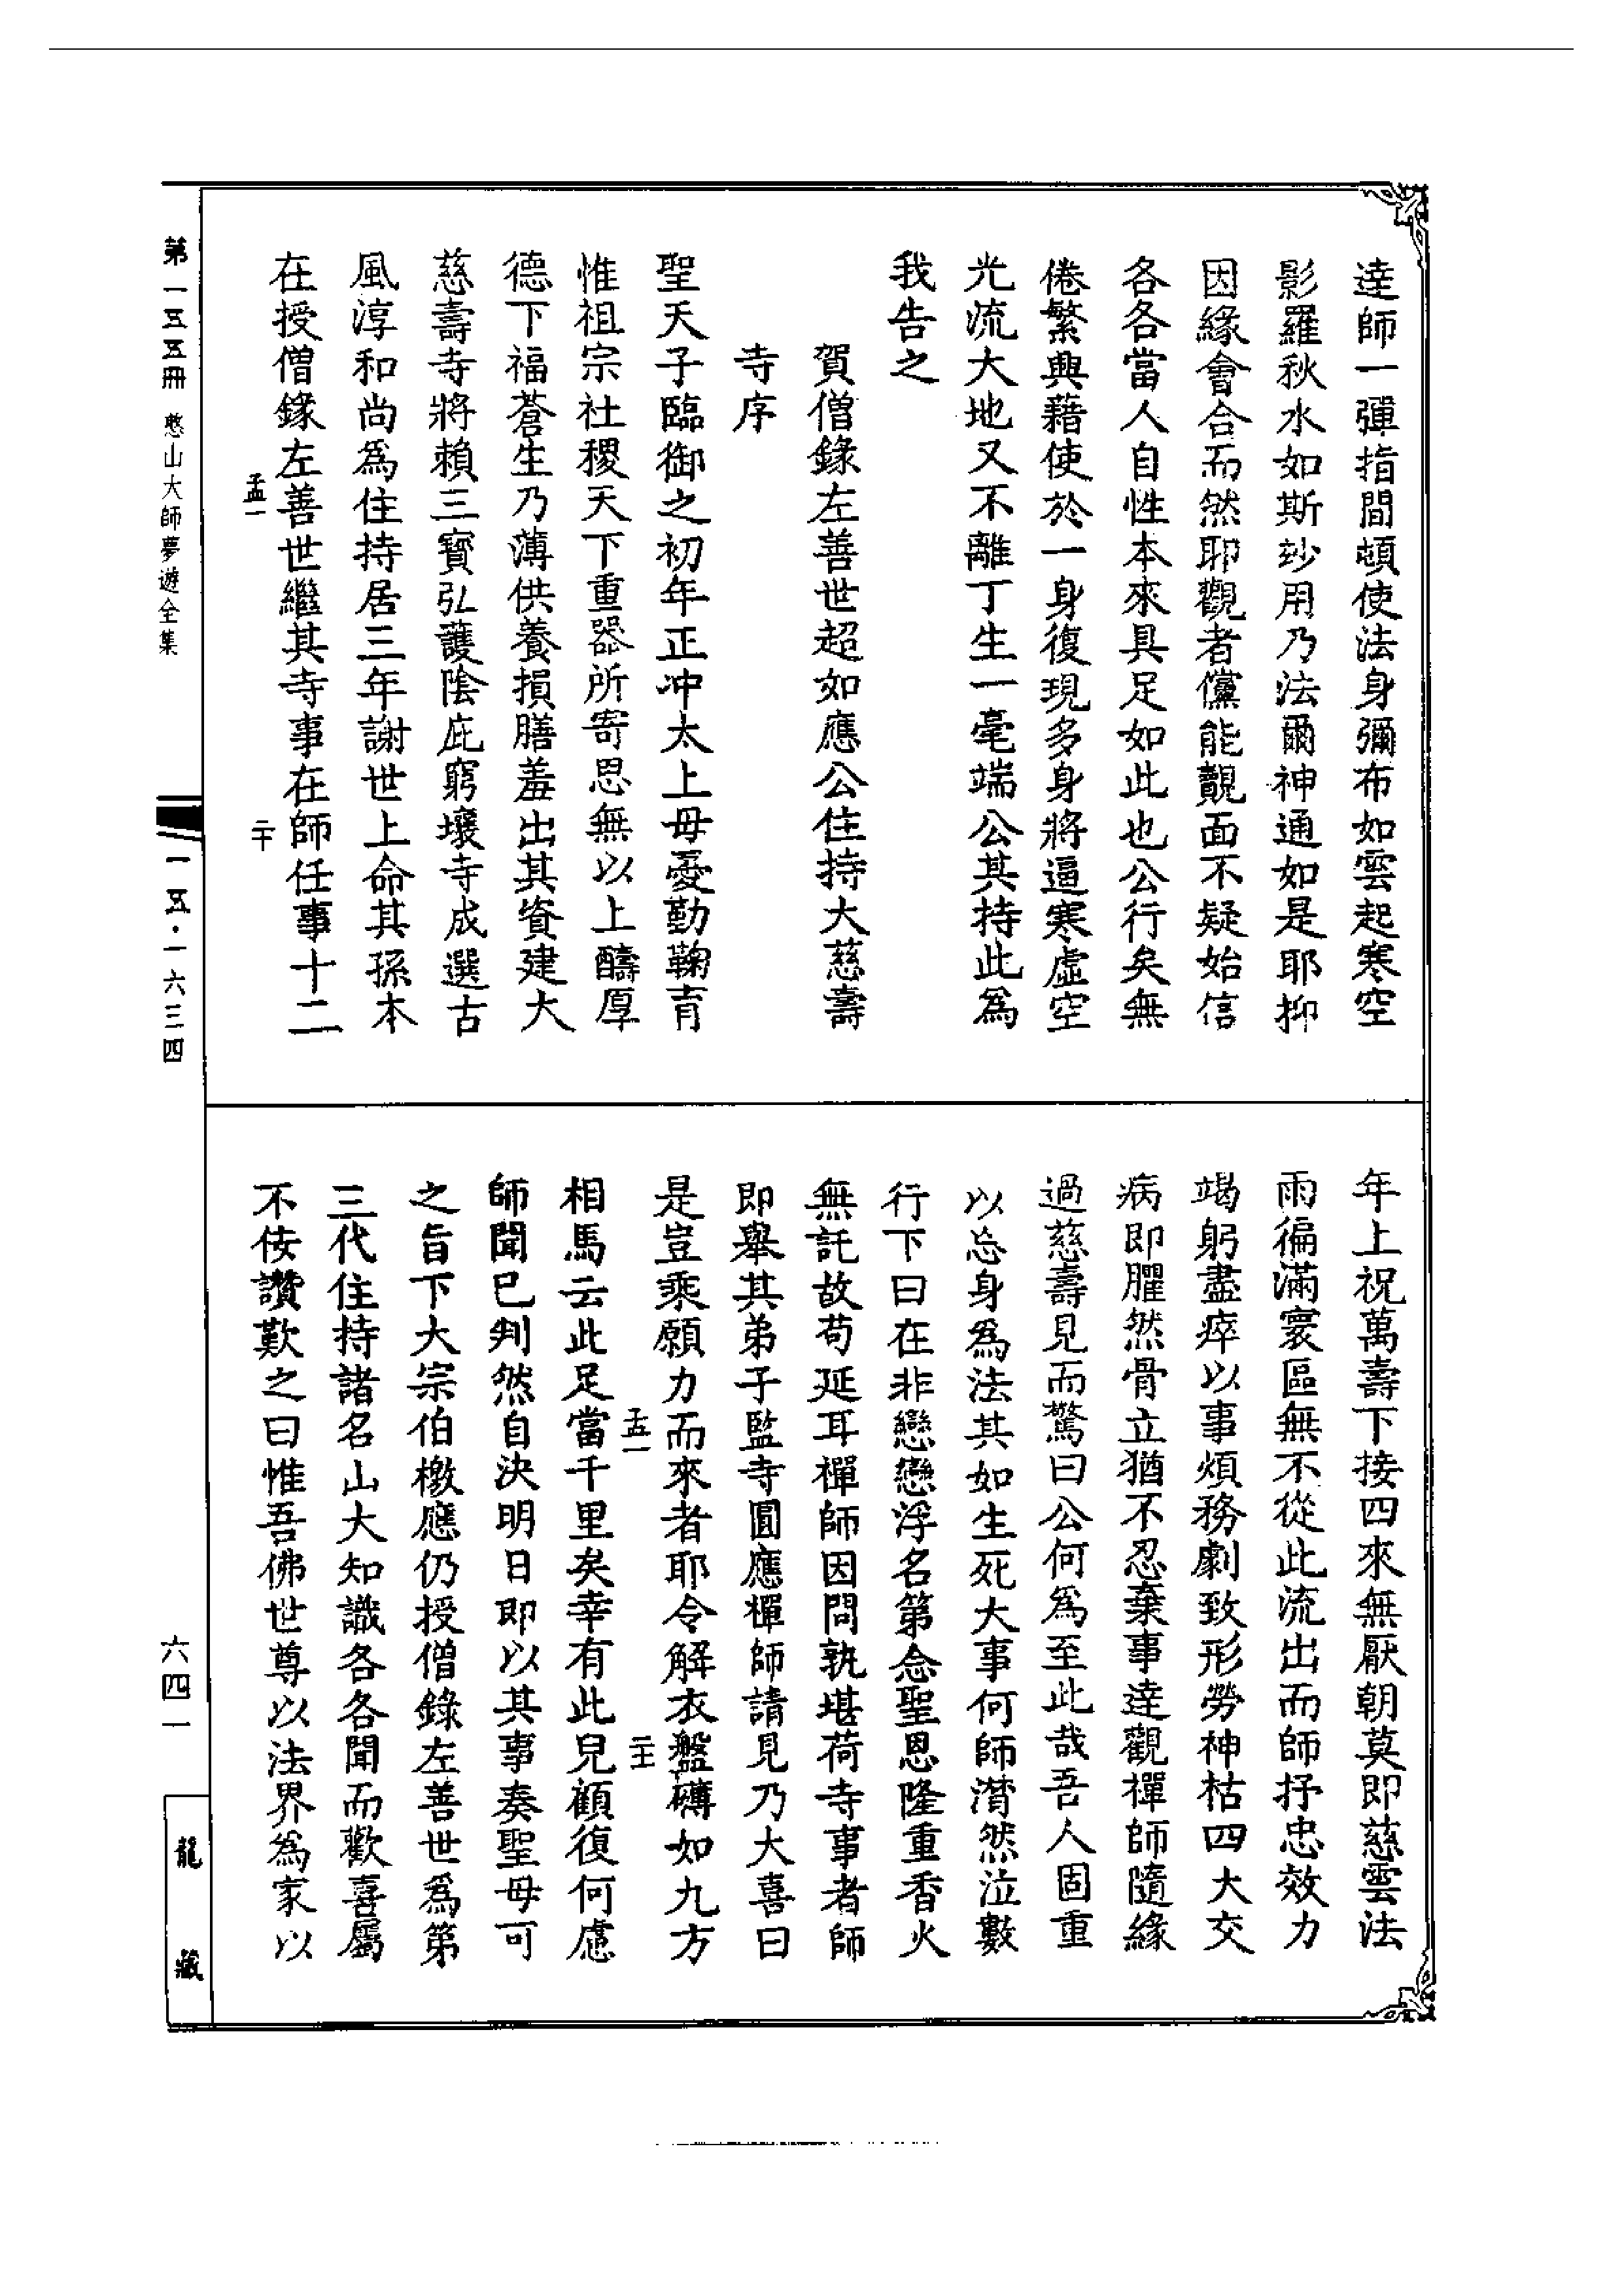 達師一彈指間頓使法身彌布如雲起寒空
影羅秋水如斯妙用乃法爾神通如是耶抑
因緣會合而然耶觀者儻能覿面不疑始信
各各當人自性本來具足如此也公行矣無
倦繁興藉使於一身復現多身將逼寒虛空
光流大地又不離丁生一毫端公其持此為
我告之
賀僧錄左善世超如應公住持大慈壽
寺序
聖天子臨御之初年正冲太上母愛勤鞠育
惟祖宗社稷天下重器所寄思無以上醻厚
德下福蒼生乃薄供養損膳羞出其資建大
慈壽寺將賴三寶弘護陰庇窮壤寺成選古
風淳和尚為住持居三年謝世上命其孫本
在授僧錄左善世繼其寺事在師任事十二
孟一
二十
年上祝萬壽下接四來無厭朝莫即慈雲法
雨徧滿寰區無不從此流出而師抒忠效力
竭躬盡瘁以事煩務劇致形勞神枯四大交
病即臞然骨立猶不忍棄事達觀禪師隨緣
過慈壽見而驚曰公何為至此哉吾人固重
以忘身為法其如生死大事何師潸然泣數
行下曰在非戀戀浮名第念聖恩隆重香火
無託故苟延耳禪師因問孰堪荷寺事者師
即舉其弟子監寺圓應禪師請見乃大喜曰
是豈乘願力而來者耶令解衣盤礴如九方
孟一
二十一
相馬云此足當千里矣幸有此兒顧復何慮
師聞已判然自決明日即以其事奏聖母可
之旨下大宗伯檄應仍授僧錄左善世為第
三代住持諸名山大知識各各聞而歡喜屬
不佞讚歎之曰惟吾佛世尊以法界為家以
第一五五冊 憨山大師夢遊全集
一五·一六三四
六四一
龍藏